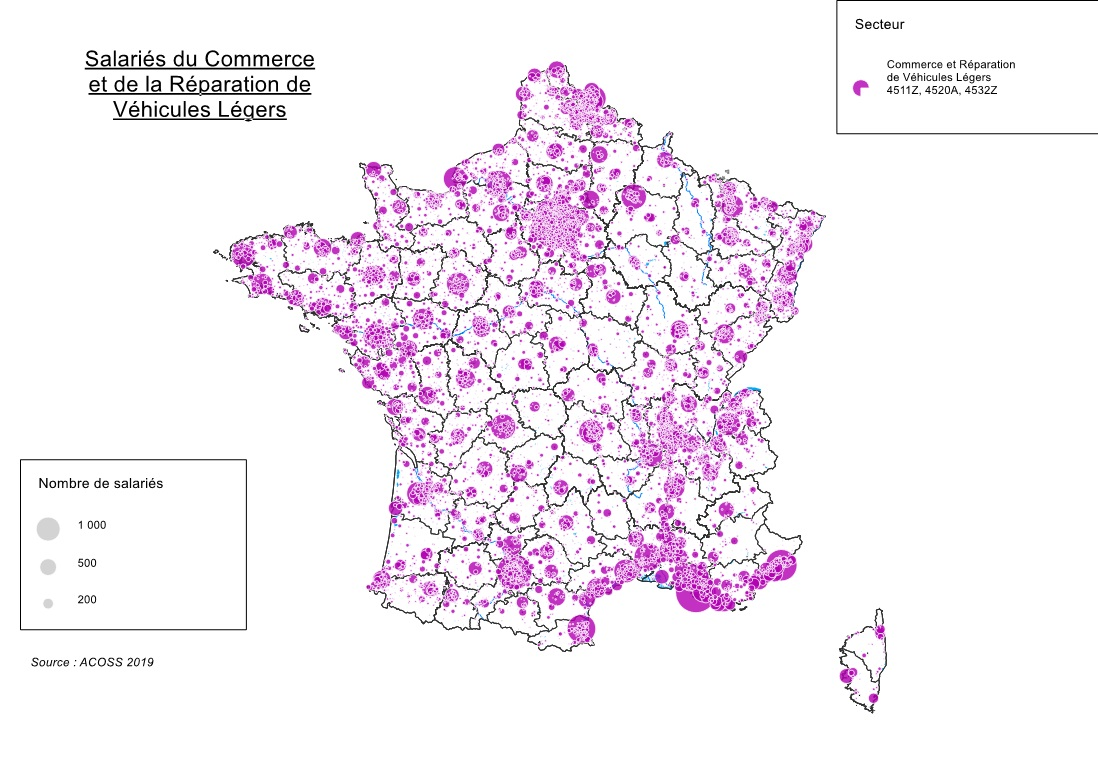 Salariés du Commerce
et de la Réparation de
Véhicules Légers
Secteur
Commerce et Réparation
de Véhicules Légers
4511Z, 4520A, 4532Z
Nombre de salariés
1 000
500
200
Source : ACOSS 2019